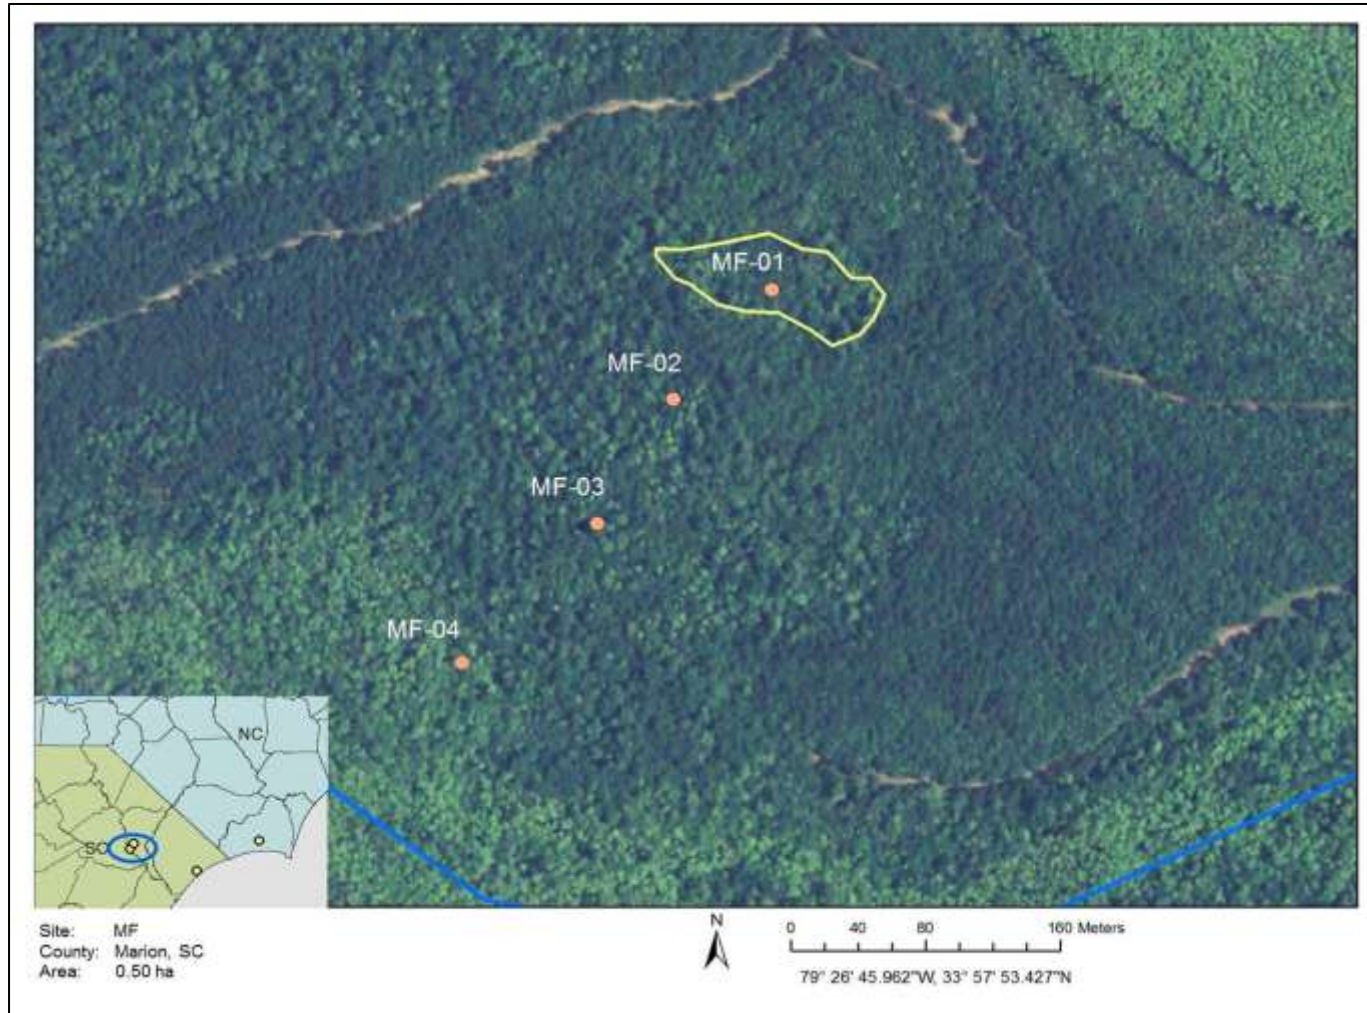 MF-01
MF-02
MF-03
MF-04
NC
SC
Site: MF
County: Marion, SC
Area: 0.50 ha
N
0 40 80 160 Meters
79° 26' 45.962"W, 33° 57' 53.427"N